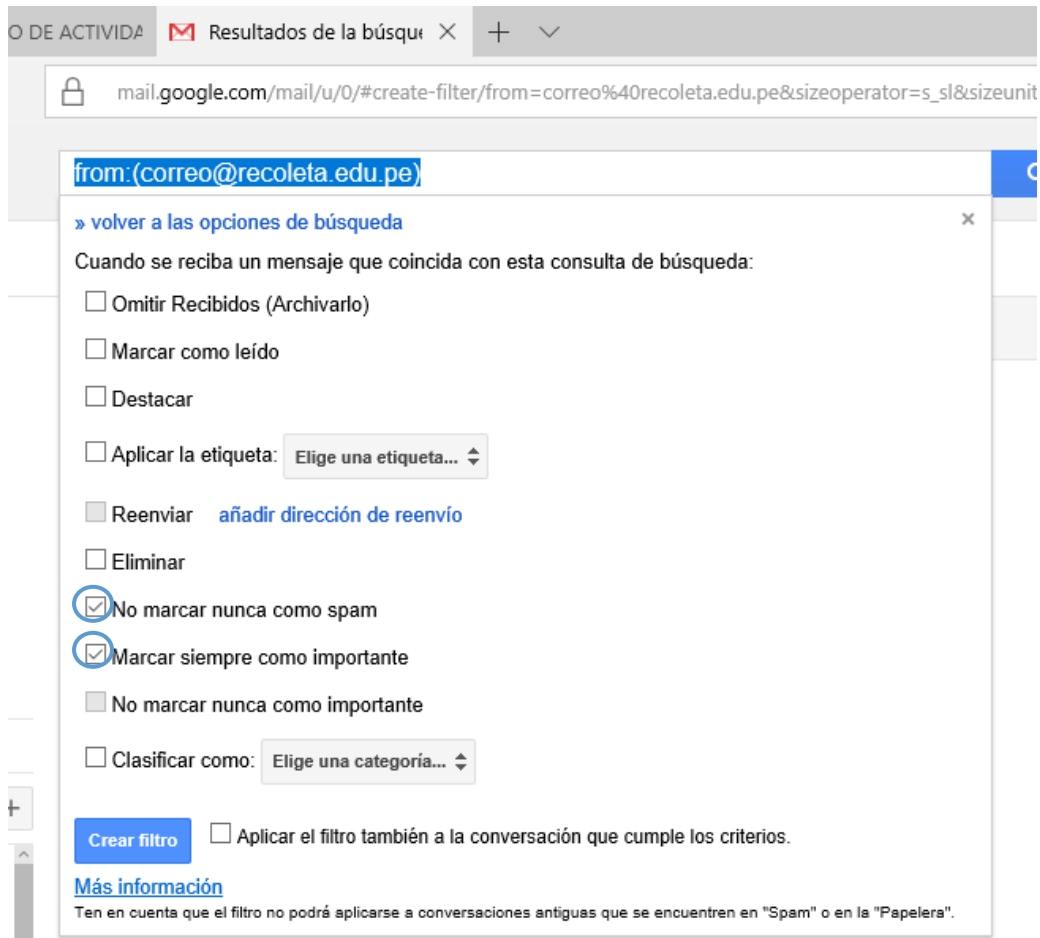 O DE ACTIVIDA
Resultados de la búsque
mail.google.com/mail/u/0/#create-filter/from=correo%40recoleta.edu.pe&sizeoperator=s_sl&sizeunit
from:(correo@recoleta.edu.pe)
» volver a las opciones de búsqueda
Cuando se reciba un mensaje que coincida con esta consulta de búsqueda:
Omitir Recibidos (Archivarlo)
Marcar como leído
Destacar
Aplicar la etiqueta: Elige una etiqueta...
Reenviar añadir dirección de reenvío
Eliminar
No marcar nunca como spam
Marcar siempre como importante
No marcar nunca como importante
Clasificar como: Elige una categoría...
Crear filtro Aplicar el filtro también a la conversación que cumple los criterios.
Más información
Ten en cuenta que el filtro no podrá aplicarse a conversaciones antiguas que se encuentren en "Spam" o en la "Papelera".